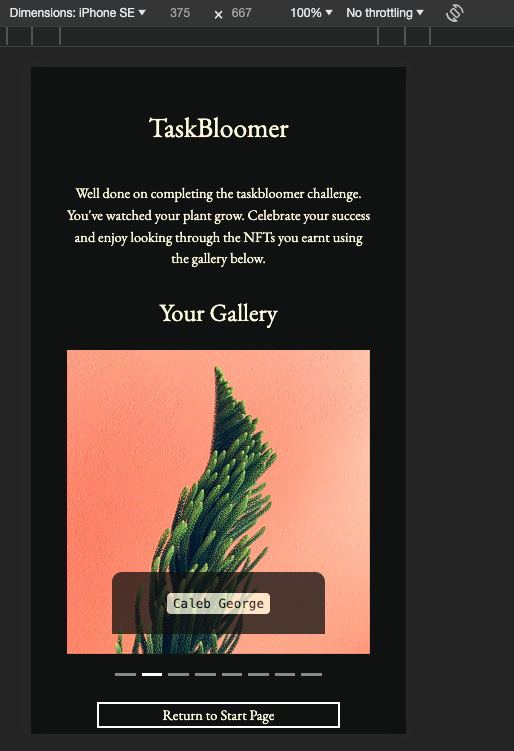 Dimensions: iPhone SE ▼ 375 × 667 100% ▼ No throttling ▼
TaskBloomer
Well done on completing the taskbloomer challenge.
You've watched your plant grow. Celebrate your success
and enjoy looking through the NFTs you earnt using
the gallery below.
Your Gallery
Caleb George
Return to Start Page